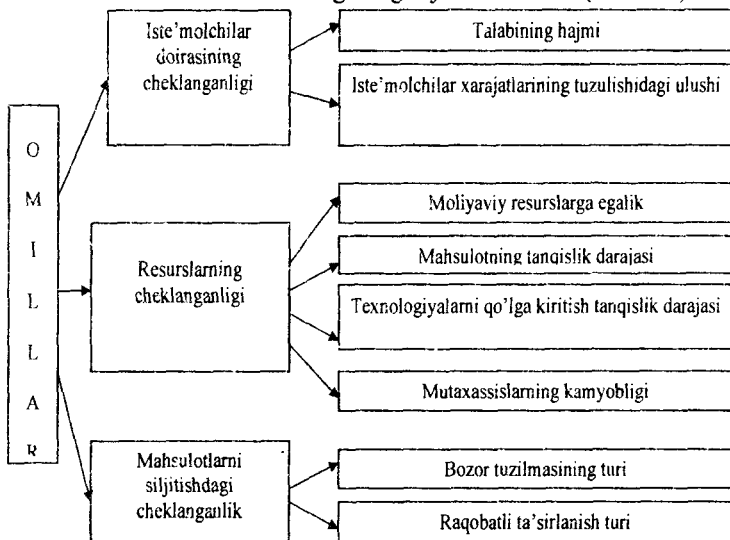 Iste’molchilar
doirasining
cheklanganligi
Talabining hajmi
Iste’molchilar xarajatlarining tuzulishidagi ulushi
O
M
I
L
L
A
R
Resurslarning
cheklanganligi
Moliyaviy resurslarga egalik
Mahsulotning tanqislik darajasi
Texnologiyalarni qo’lga kiritish tanqislik darajasi
Mutaxassislarning kamyobligi
Mahsulotlarni
siljitishdagi
cheklanganlik
Bozor tuzilmasining turi
Raqobatli ta’sirlanish turi